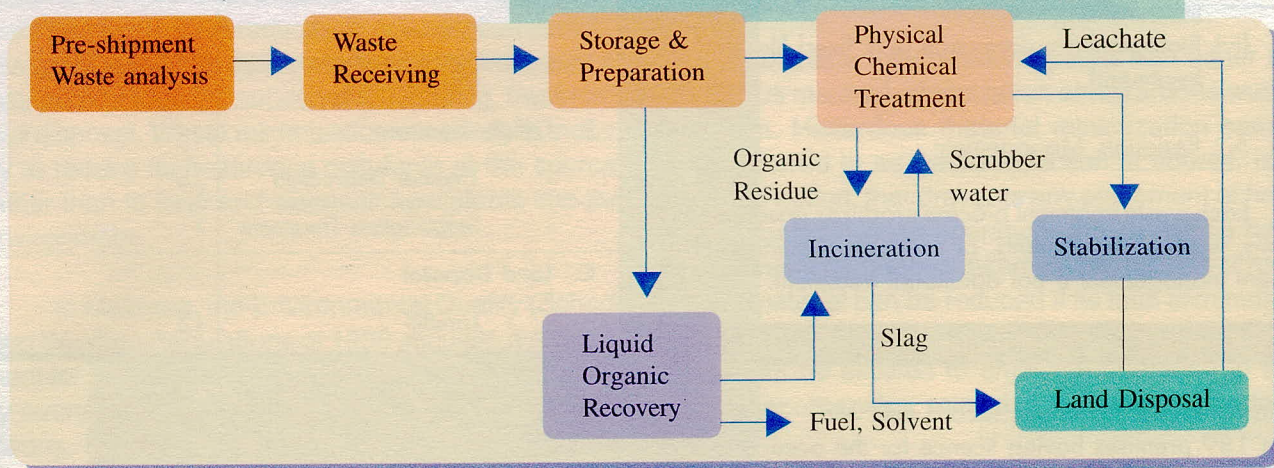 Pre-shipment
Waste analysis
Waste
Receiving
Storage &
Preparation
Physical
Chemical
Treatment
Leachate
Organic
Residue
Scrubber
water
Incineration
Stabilization
Liquid
Organic
Recovery
Slag
Fuel, Solvent
Land Disposal